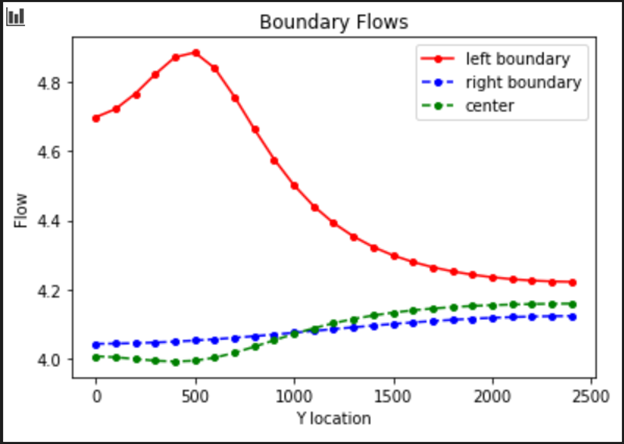 Boundary Flows
left boundary
right boundary
center
4.8
4.6
4.4
4.2
4.0
Flow
0 500 1000 1500 2000 2500
Y location